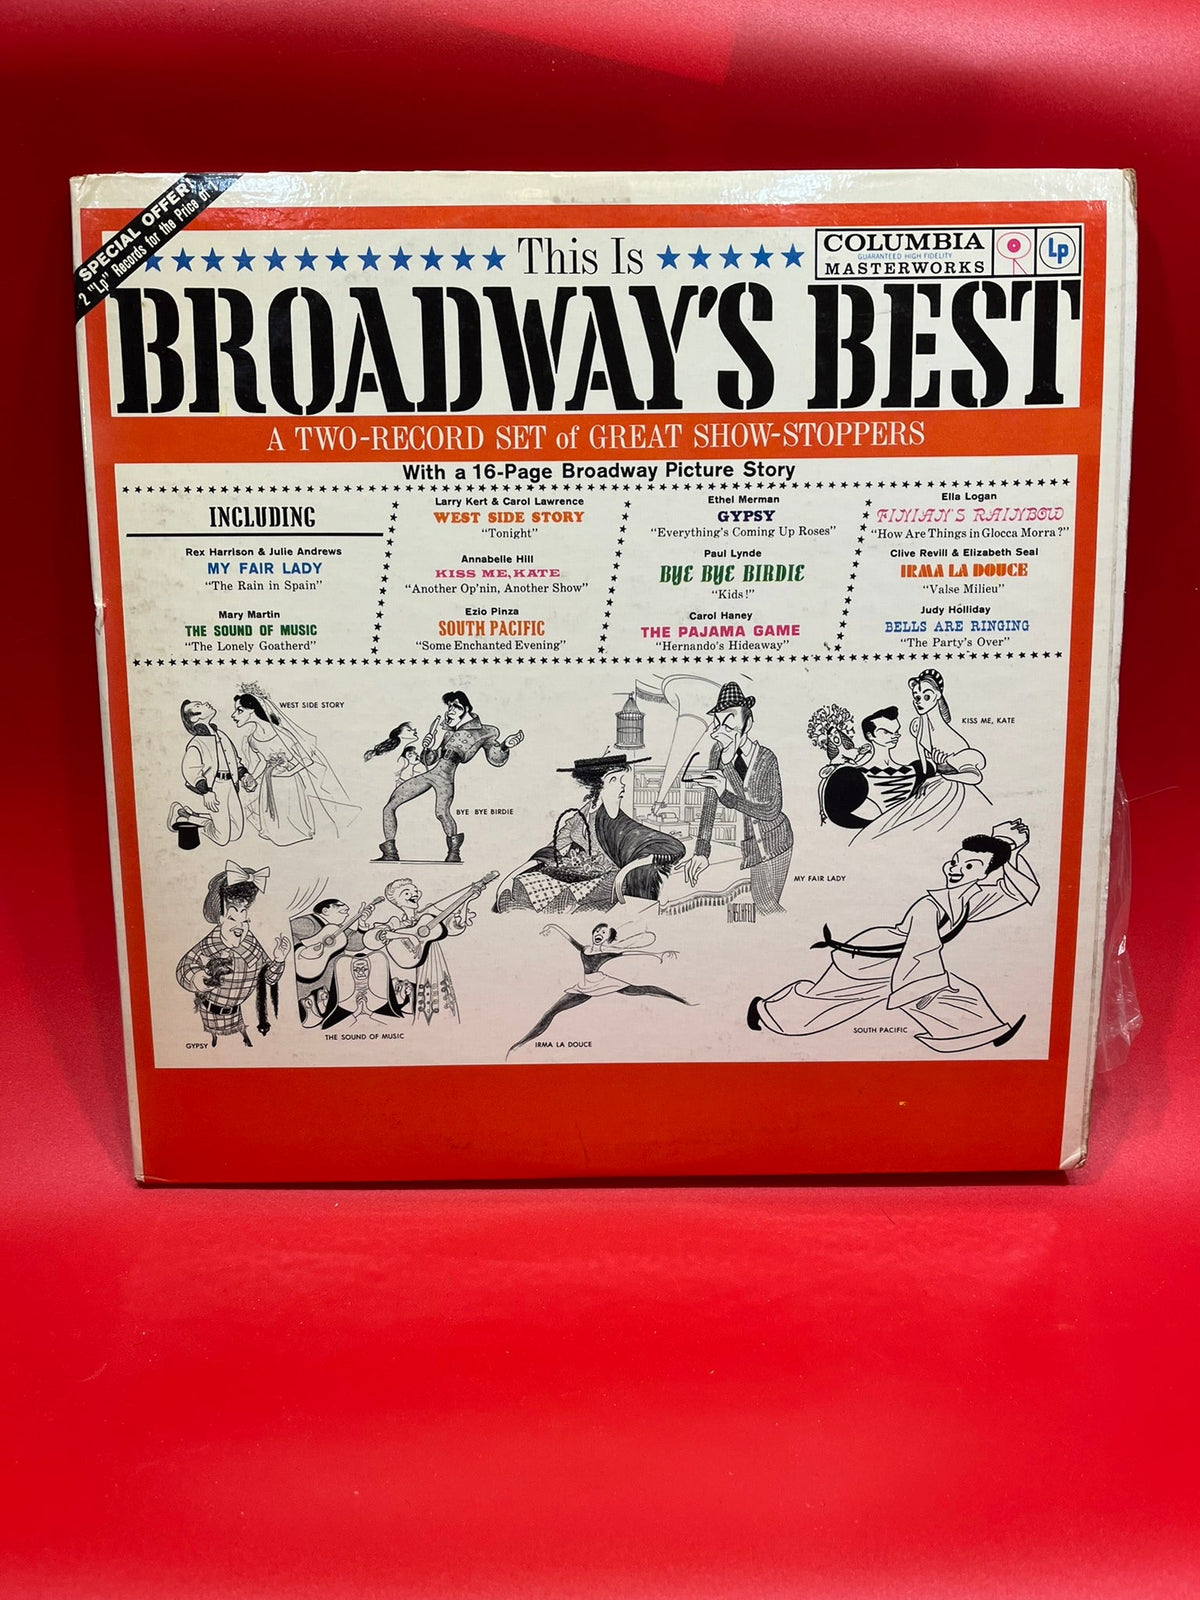 SPECIAL OFFER!
2 "Lp" Records for the Price of 1
This Is
COLUMBIA
GUARANTEED HIGH FIDELITY
MASTERWORKS
Lp
BROADWAY'S BEST
A TWO-RECORD SET of GREAT SHOW-STOPPERS
With a 16-Page Broadway Picture Story
INCLUDING
Rex Harrison & Julie Andrews
MY FAIR LADY
"The Rain in Spain"
Mary Martin
THE SOUND OF MUSIC
"The Lonely Goatherd"
Larry Kert & Carol Lawrence
WEST SIDE STORY
"Tonight"
Annabelle Hill
KISS ME, KATE
"Another Op'nin, Another Show"
Ezio Pinza
SOUTH PACIFIC
"Some Enchanted Evening"
Ethel Merman
GYPSY
"Everything's Coming Up Roses"
Paul Lynde
BYE BYE BIRDIE
"Kids!"
Carol Haney
THE PAJAMA GAME
"Hernando's Hideaway"
Ella Logan
FINIAN'S RAINBOW
"How Are Things in Glocca Morra?"
Clive Revill & Elizabeth Seal
IRMA LA DOUCE
"Valse Milieu"
Judy Holliday
BELLS ARE RINGING
"The Party's Over"
WEST SIDE STORY
BYE BYE BIRDIE
KISS ME, KATE
MY FAIR LADY
HIRSCHFELD
GYPSY
THE SOUND OF MUSIC
IRMA LA DOUCE
SOUTH PACIFIC